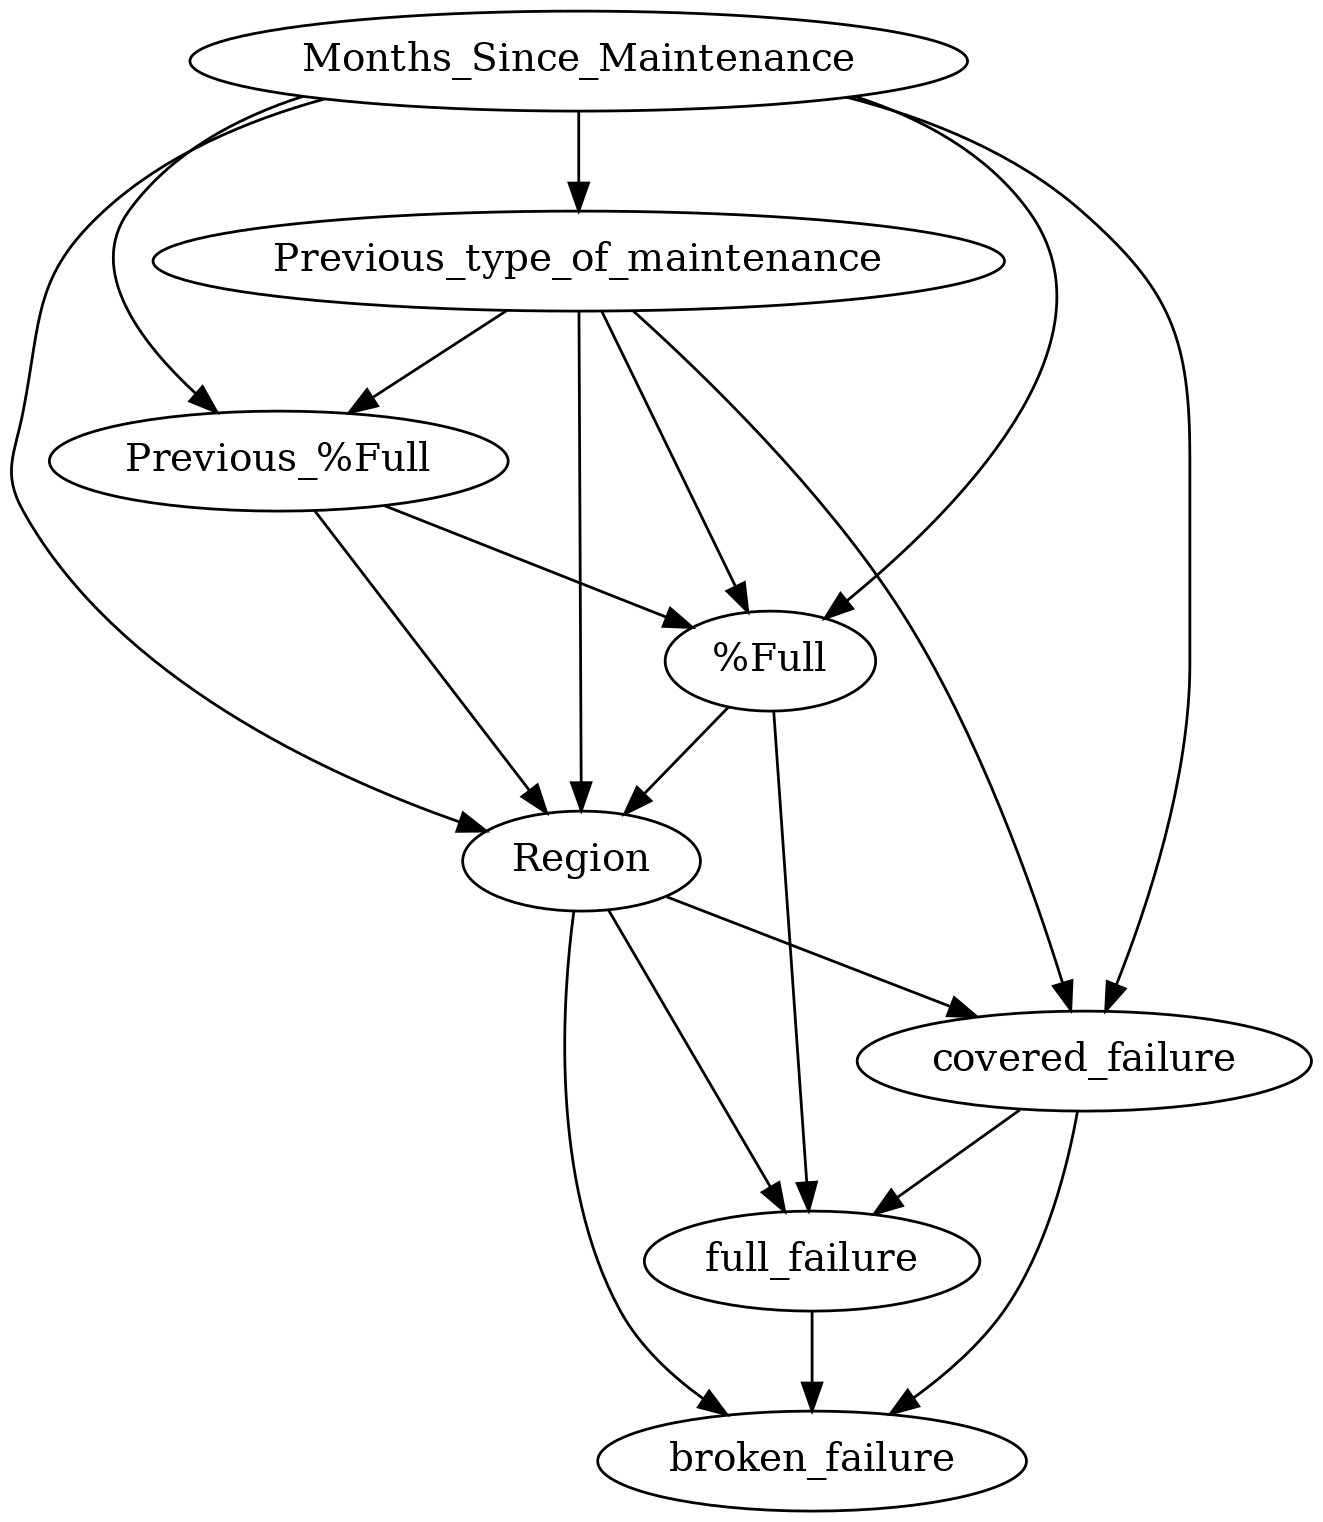 Months_Since_Maintenance
Previous_type_of_maintenance
Previous_%Full
%Full
Region
covered_failure
full_failure
broken_failure